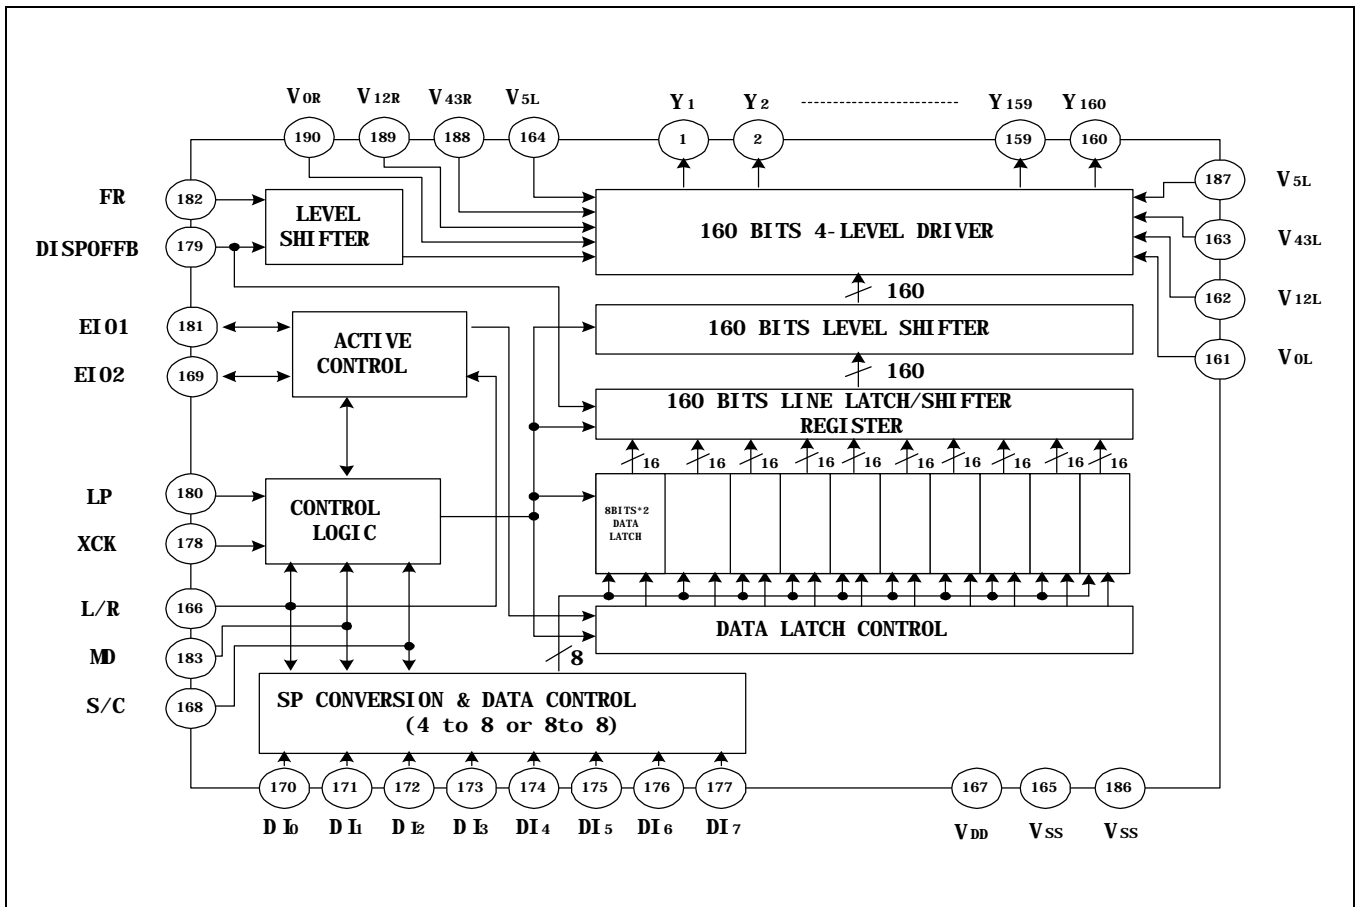 V0R V12R V43R V5L Y1 Y2 Y159 Y160
190 189 188 164 1 2 159 160
187 V5L
FR 182
LEVEL
SHIFTER
160 BITS 4-LEVEL DRIVER
DISPOFFB 179
163 V43L
160
162 V12L
EIO1 181
ACTIVE
CONTROL
160 BITS LEVEL SHIFTER
161 V0L
EIO2 169
160
160 BITS LINE LATCH/SHIFTER
REGISTER
16 16 16 16 16 16 16 16 16 16
LP 180
CONTROL
LOGIC
8BITS*2
DATA
LATCH
XCK 178
L/R 166
DATA LATCH CONTROL
MD 183
8
S/C 168
SP CONVERSION & DATA CONTROL
(4 to 8 or 8to 8)
170 171 172 173 174 175 176 177 167 165 186
DI0 DI1 DI2 DI3 DI4 DI5 DI6 DI7 VDD VSS VSS